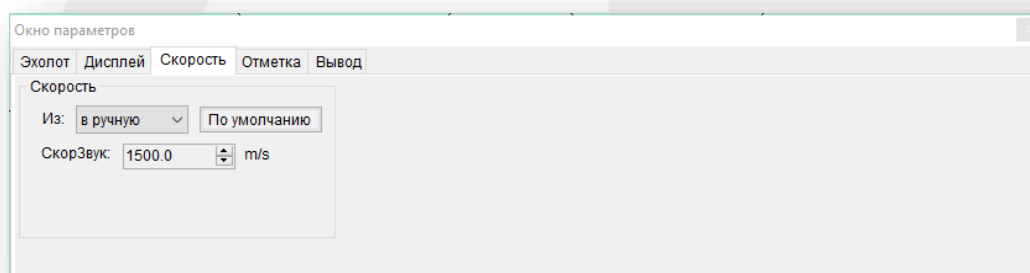 Окно параметров
Эхолот Дисплей Скорость Отметка Вывод
Скорость
Из: в ручную По умолчанию
СкорЗвук: 1500.0 m/s